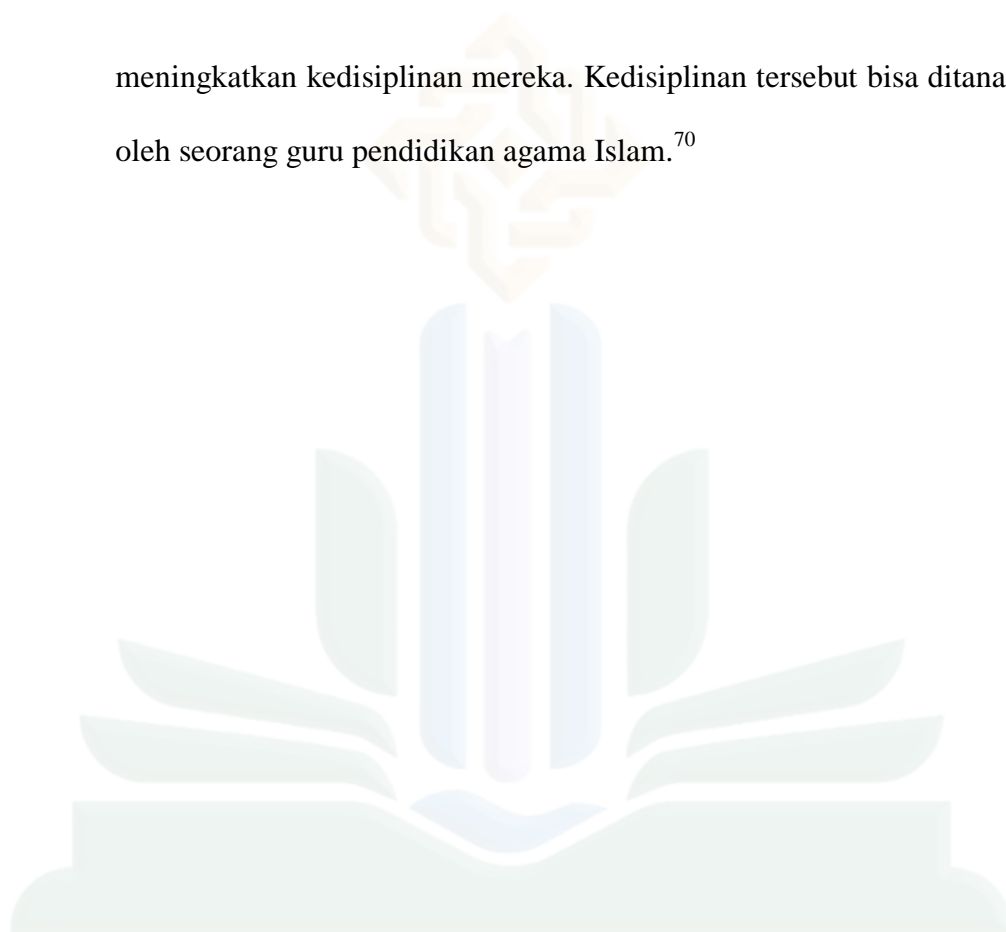 meningkatkan kedisiplinan mereka. Kedisiplinan tersebut bisa ditana
oleh seorang guru pendidikan agama Islam.70